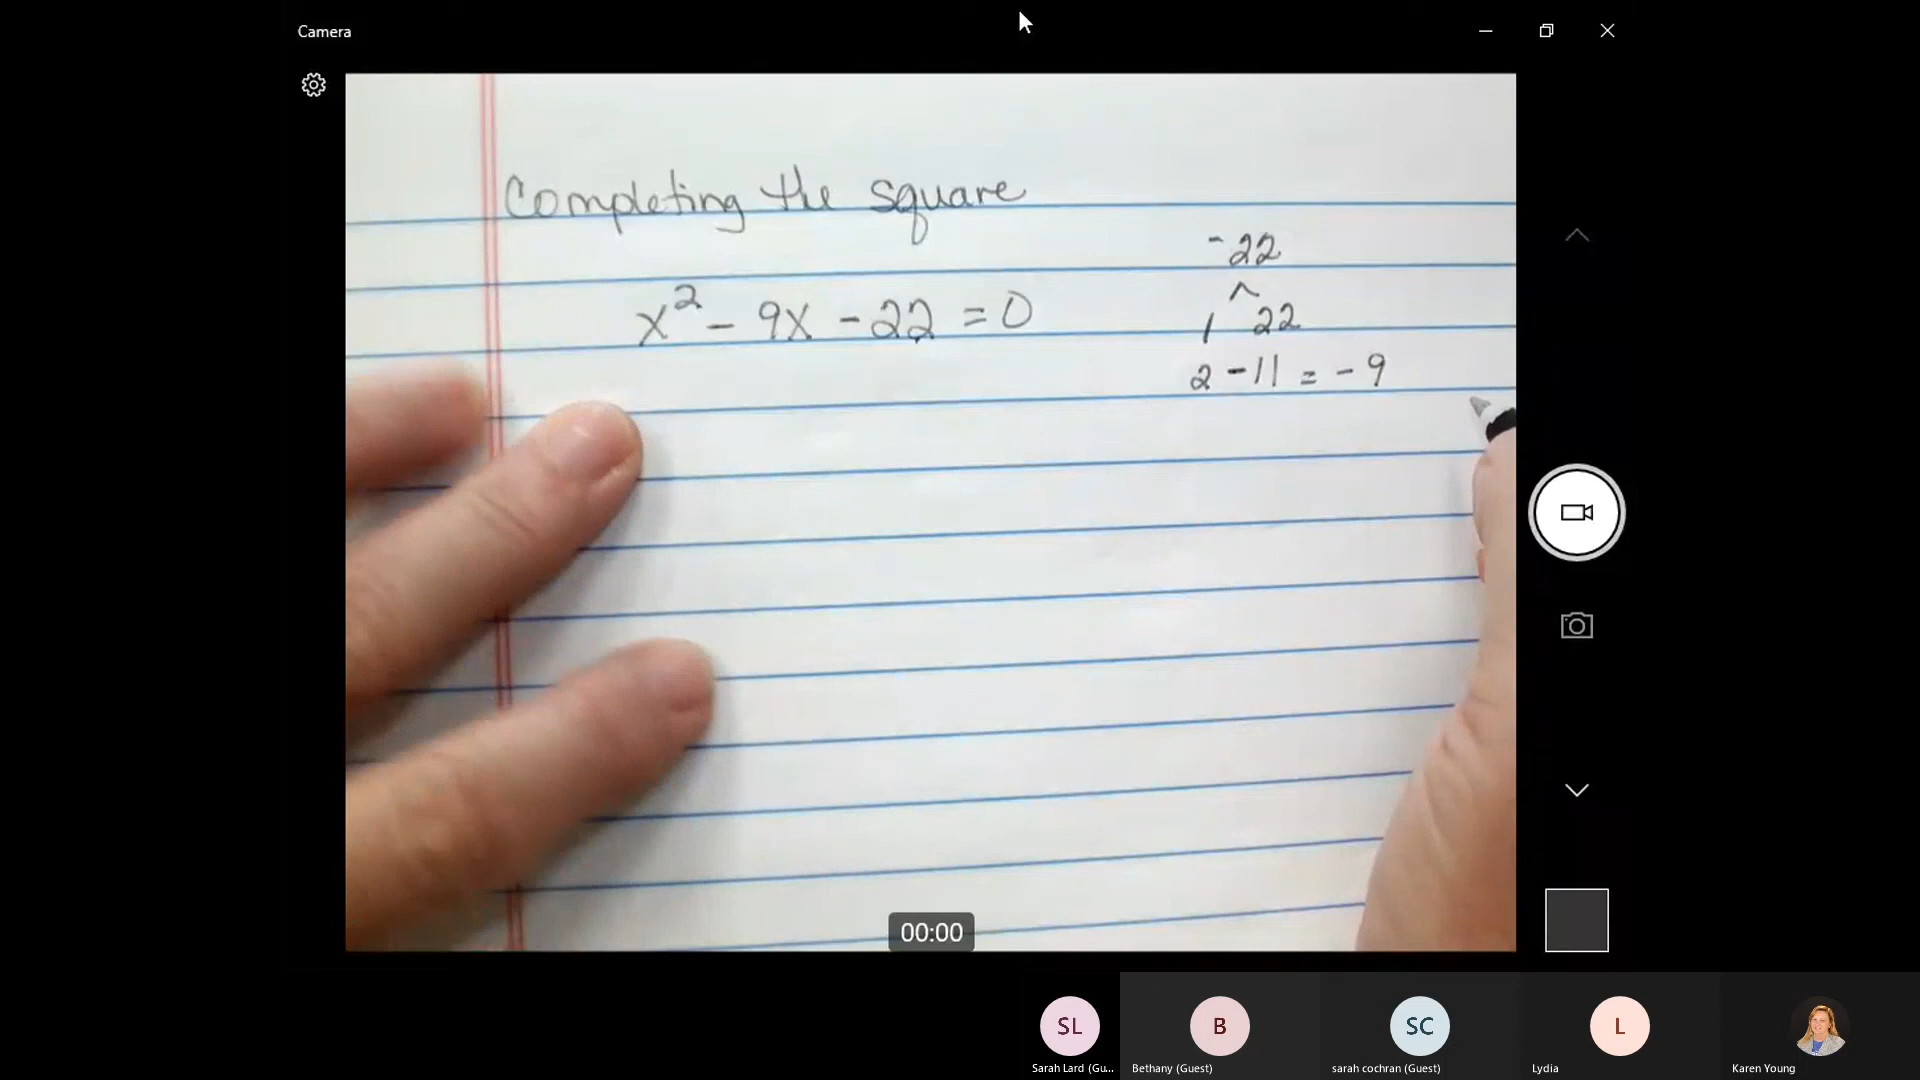 Camera
Completing the square
x² - 9x - 22 = 0
-22
^
1 22
2 -11 = -9
00:00
SL
B
SC
L
Sarah Lard (Gu...
Bethany (Guest)
sarah cochran (Guest)
Lydia
Karen Young